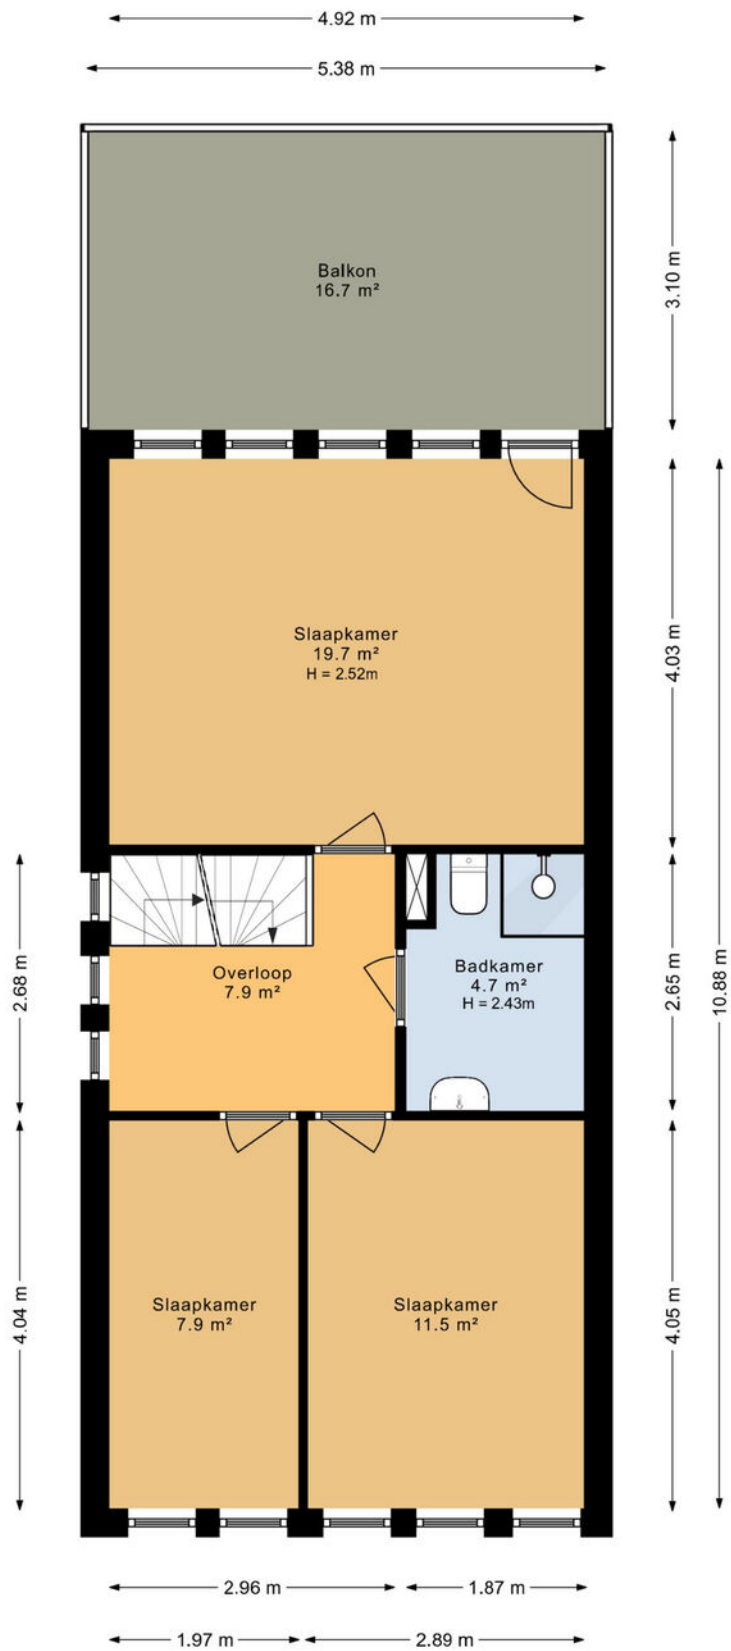 4.92 m
5.38 m
Balkon
16.7 m²
3.10 m
Slaapkamer
19.7 m²
H = 2.52m
4.03 m
10.88 m
Overloop
7.9 m²
2.68 m
Badkamer
4.7 m²
H = 2.43m
2.65 m
Slaapkamer
7.9 m²
4.04 m
Slaapkamer
11.5 m²
4.05 m
2.96 m
1.87 m
1.97 m
2.89 m